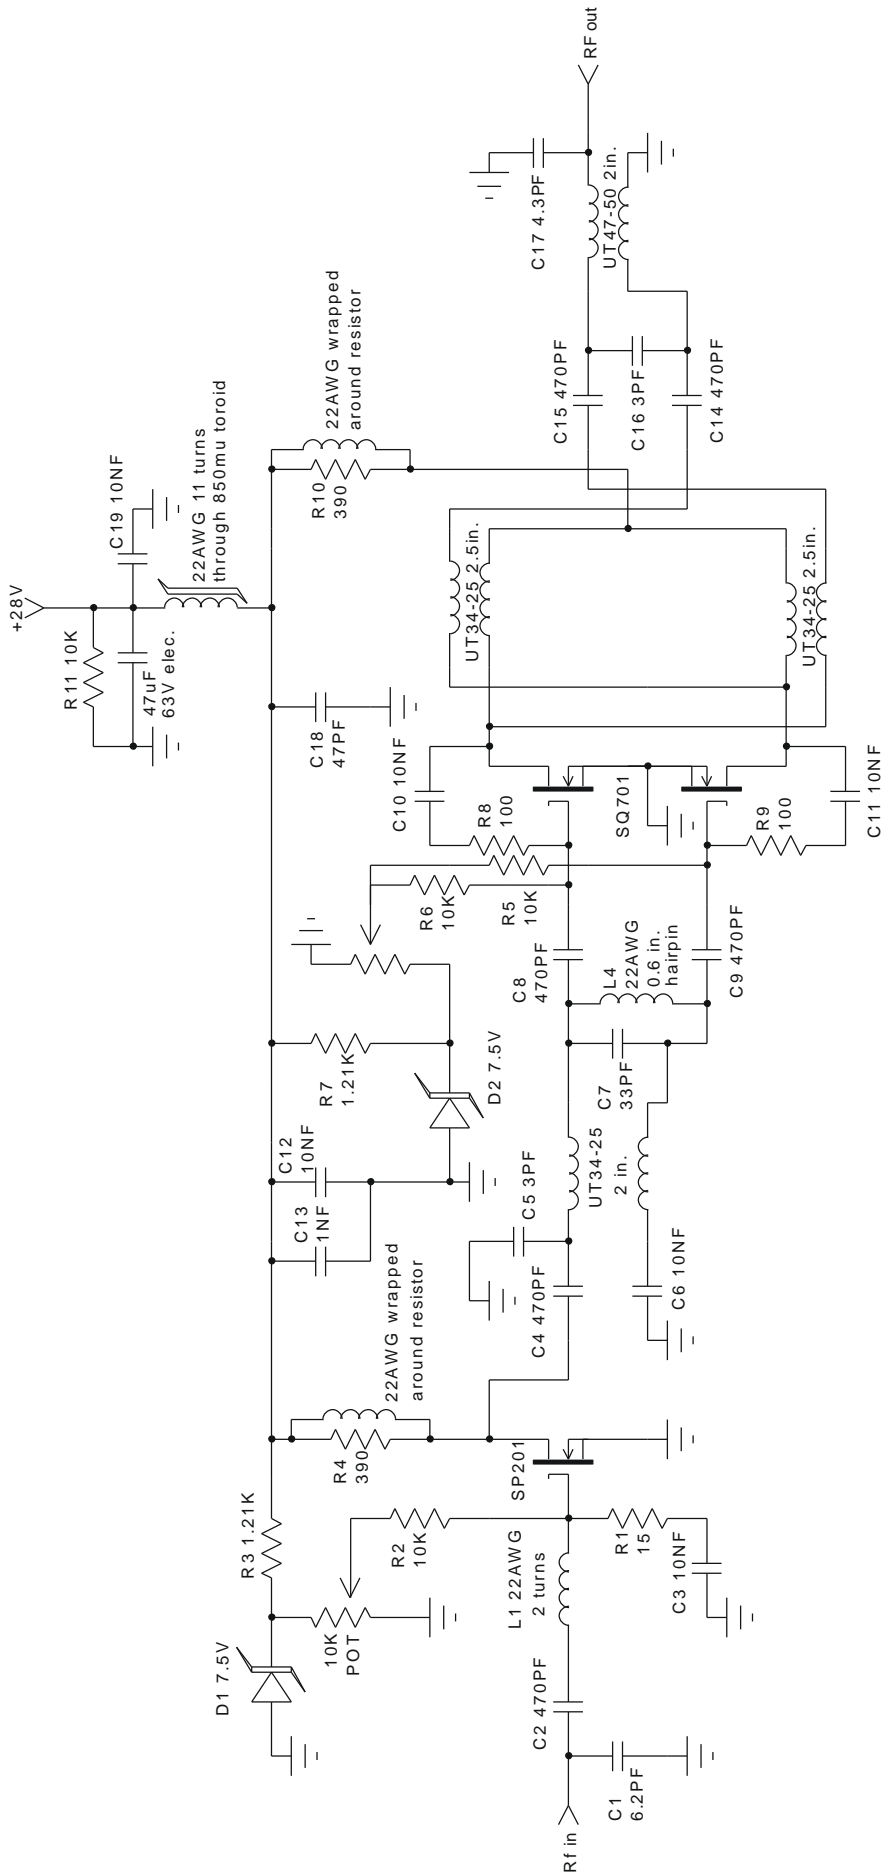 +28V
R11 10K
47uF
63V elec.
C19 10NF
22AWG 11 turns
through 850mu toroid
D1 7.5V
R3 1.21K
10K
POT
R2
10K
R4
390
22AWG wrapped
around resistor
C13
1NF
C12
10NF
R7
1.21K
D2 7.5V
C18
47PF
R10
390
22AWG wrapped
around resistor
Rf in
C1
6.2PF
C2 470PF
L1 22AWG
2 turns
R1
15
C3 10NF
SP201
C4 470PF
C5 3PF
UT34-25
2 in.
C6 10NF
C7
33PF
L4
22AWG
0.6 in.
hairpin
C8
470PF
C9 470PF
R6
10K
R5
10K
R8
100
C10 10NF
SQ701
R9
100
C11 10NF
UT34-25 2.5in.
UT34-25 2.5in.
C15 470PF
C16 3PF
C14 470PF
C17 4.3PF
UT47-50 2in.
RF out